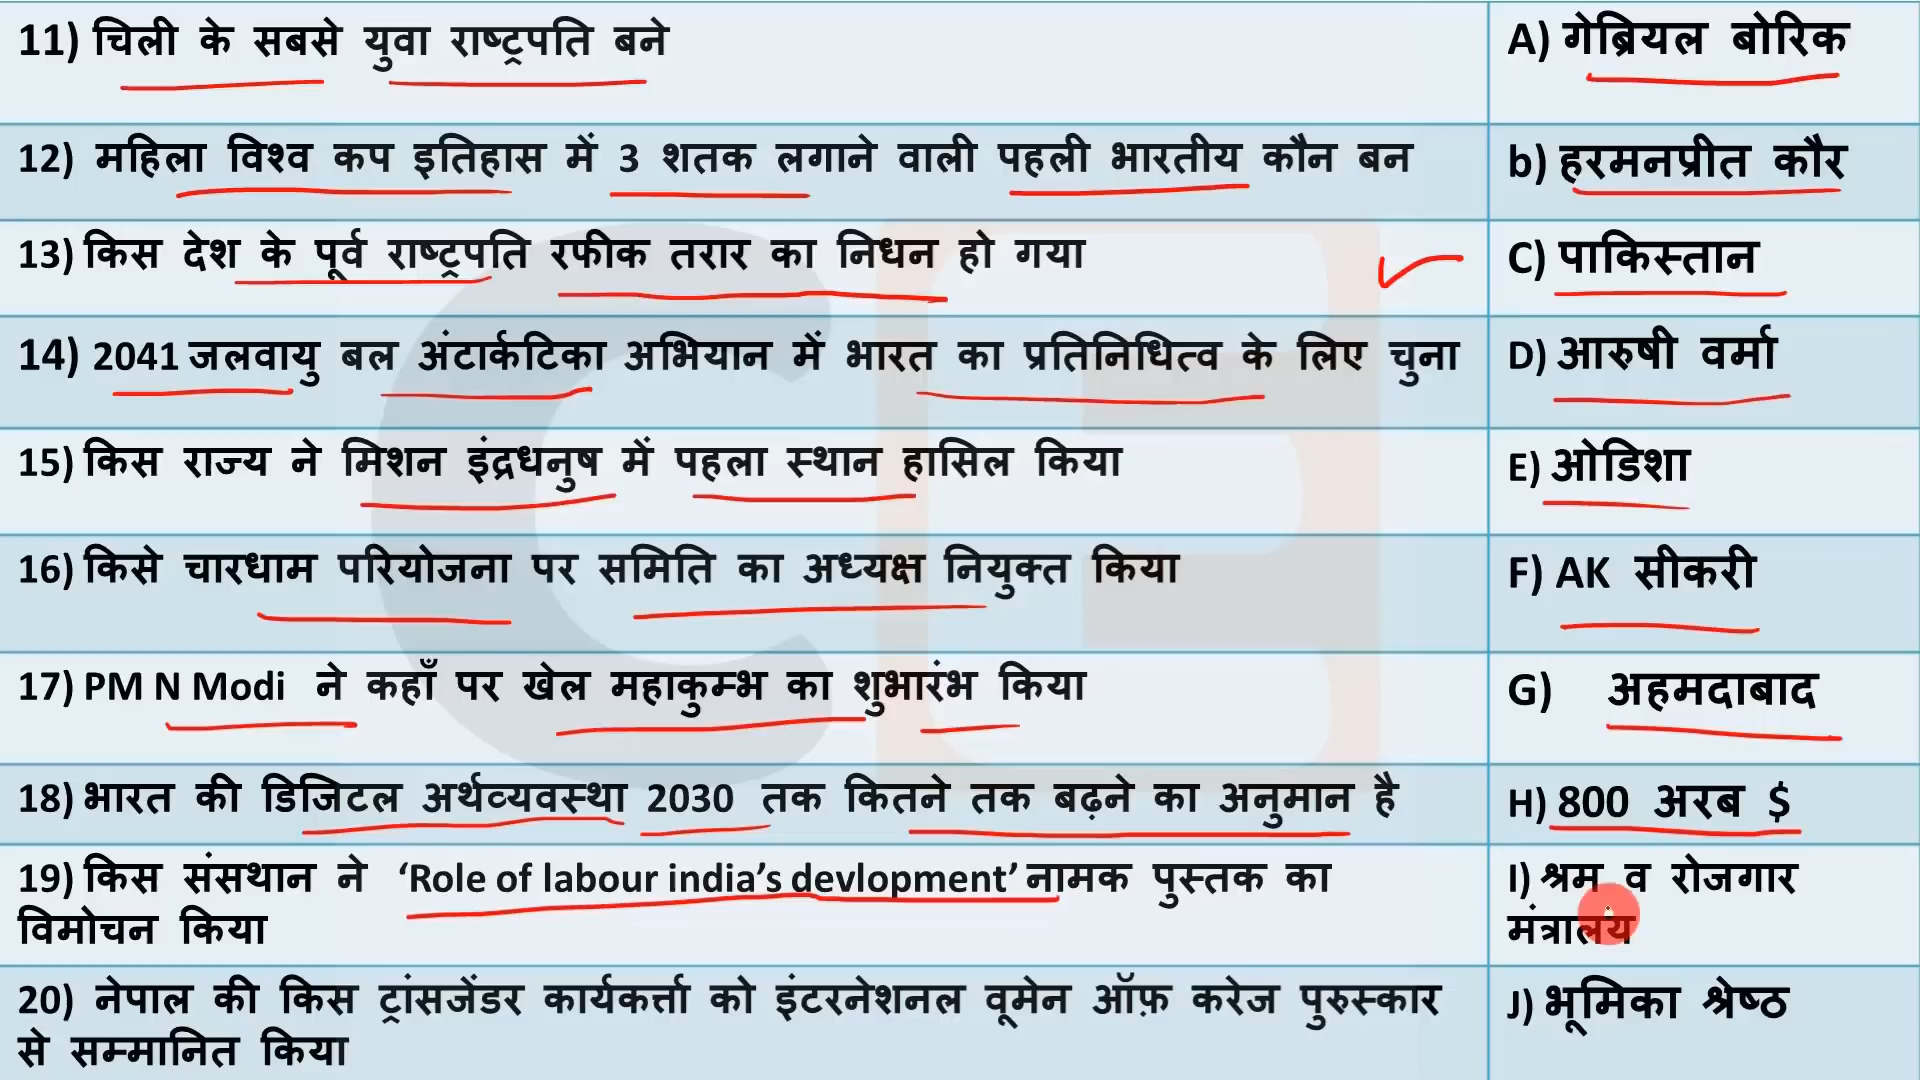 11) चिली के सबसे युवा राष्ट्रपति बने
A) गेब्रियल बोरिक
12) महिला विश्व कप इतिहास में 3 शतक लगाने वाली पहली भारतीय कौन बन
b) हरमनप्रीत कौर
13) किस देश के पूर्व राष्ट्रपति रफीक तरार का निधन हो गया
C) पाकिस्तान
14) 2041 जलवायु बल अंटार्कटिका अभियान में भारत का प्रतिनिधित्व के लिए चुना
D) आरुषी वर्मा
15) किस राज्य ने मिशन इंद्रधनुष में पहला स्थान हासिल किया
E) ओडिशा
16) किसे चारधाम परियोजना पर समिति का अध्यक्ष नियुक्त किया
F) AK सीकरी
17) PM N Modi ने कहाँ पर खेल महाकुम्भ का शुभारंभ किया
G) अहमदाबाद
18) भारत की डिजिटल अर्थव्यवस्था 2030 तक कितने तक बढ़ने का अनुमान है
H) 800 अरब $
19) किस संसथान ने ‘Role of labour india’s devlopment’ नामक पुस्तक का
विमोचन किया
I) श्रम व रोजगार
मंत्रालय
20) नेपाल की किस ट्रांसजेंडर कार्यकर्त्ता को इंटरनेशनल वूमेन ऑफ़ करेज पुरुस्कार
से सम्मानित किया
J) भूमिका श्रेष्ठ